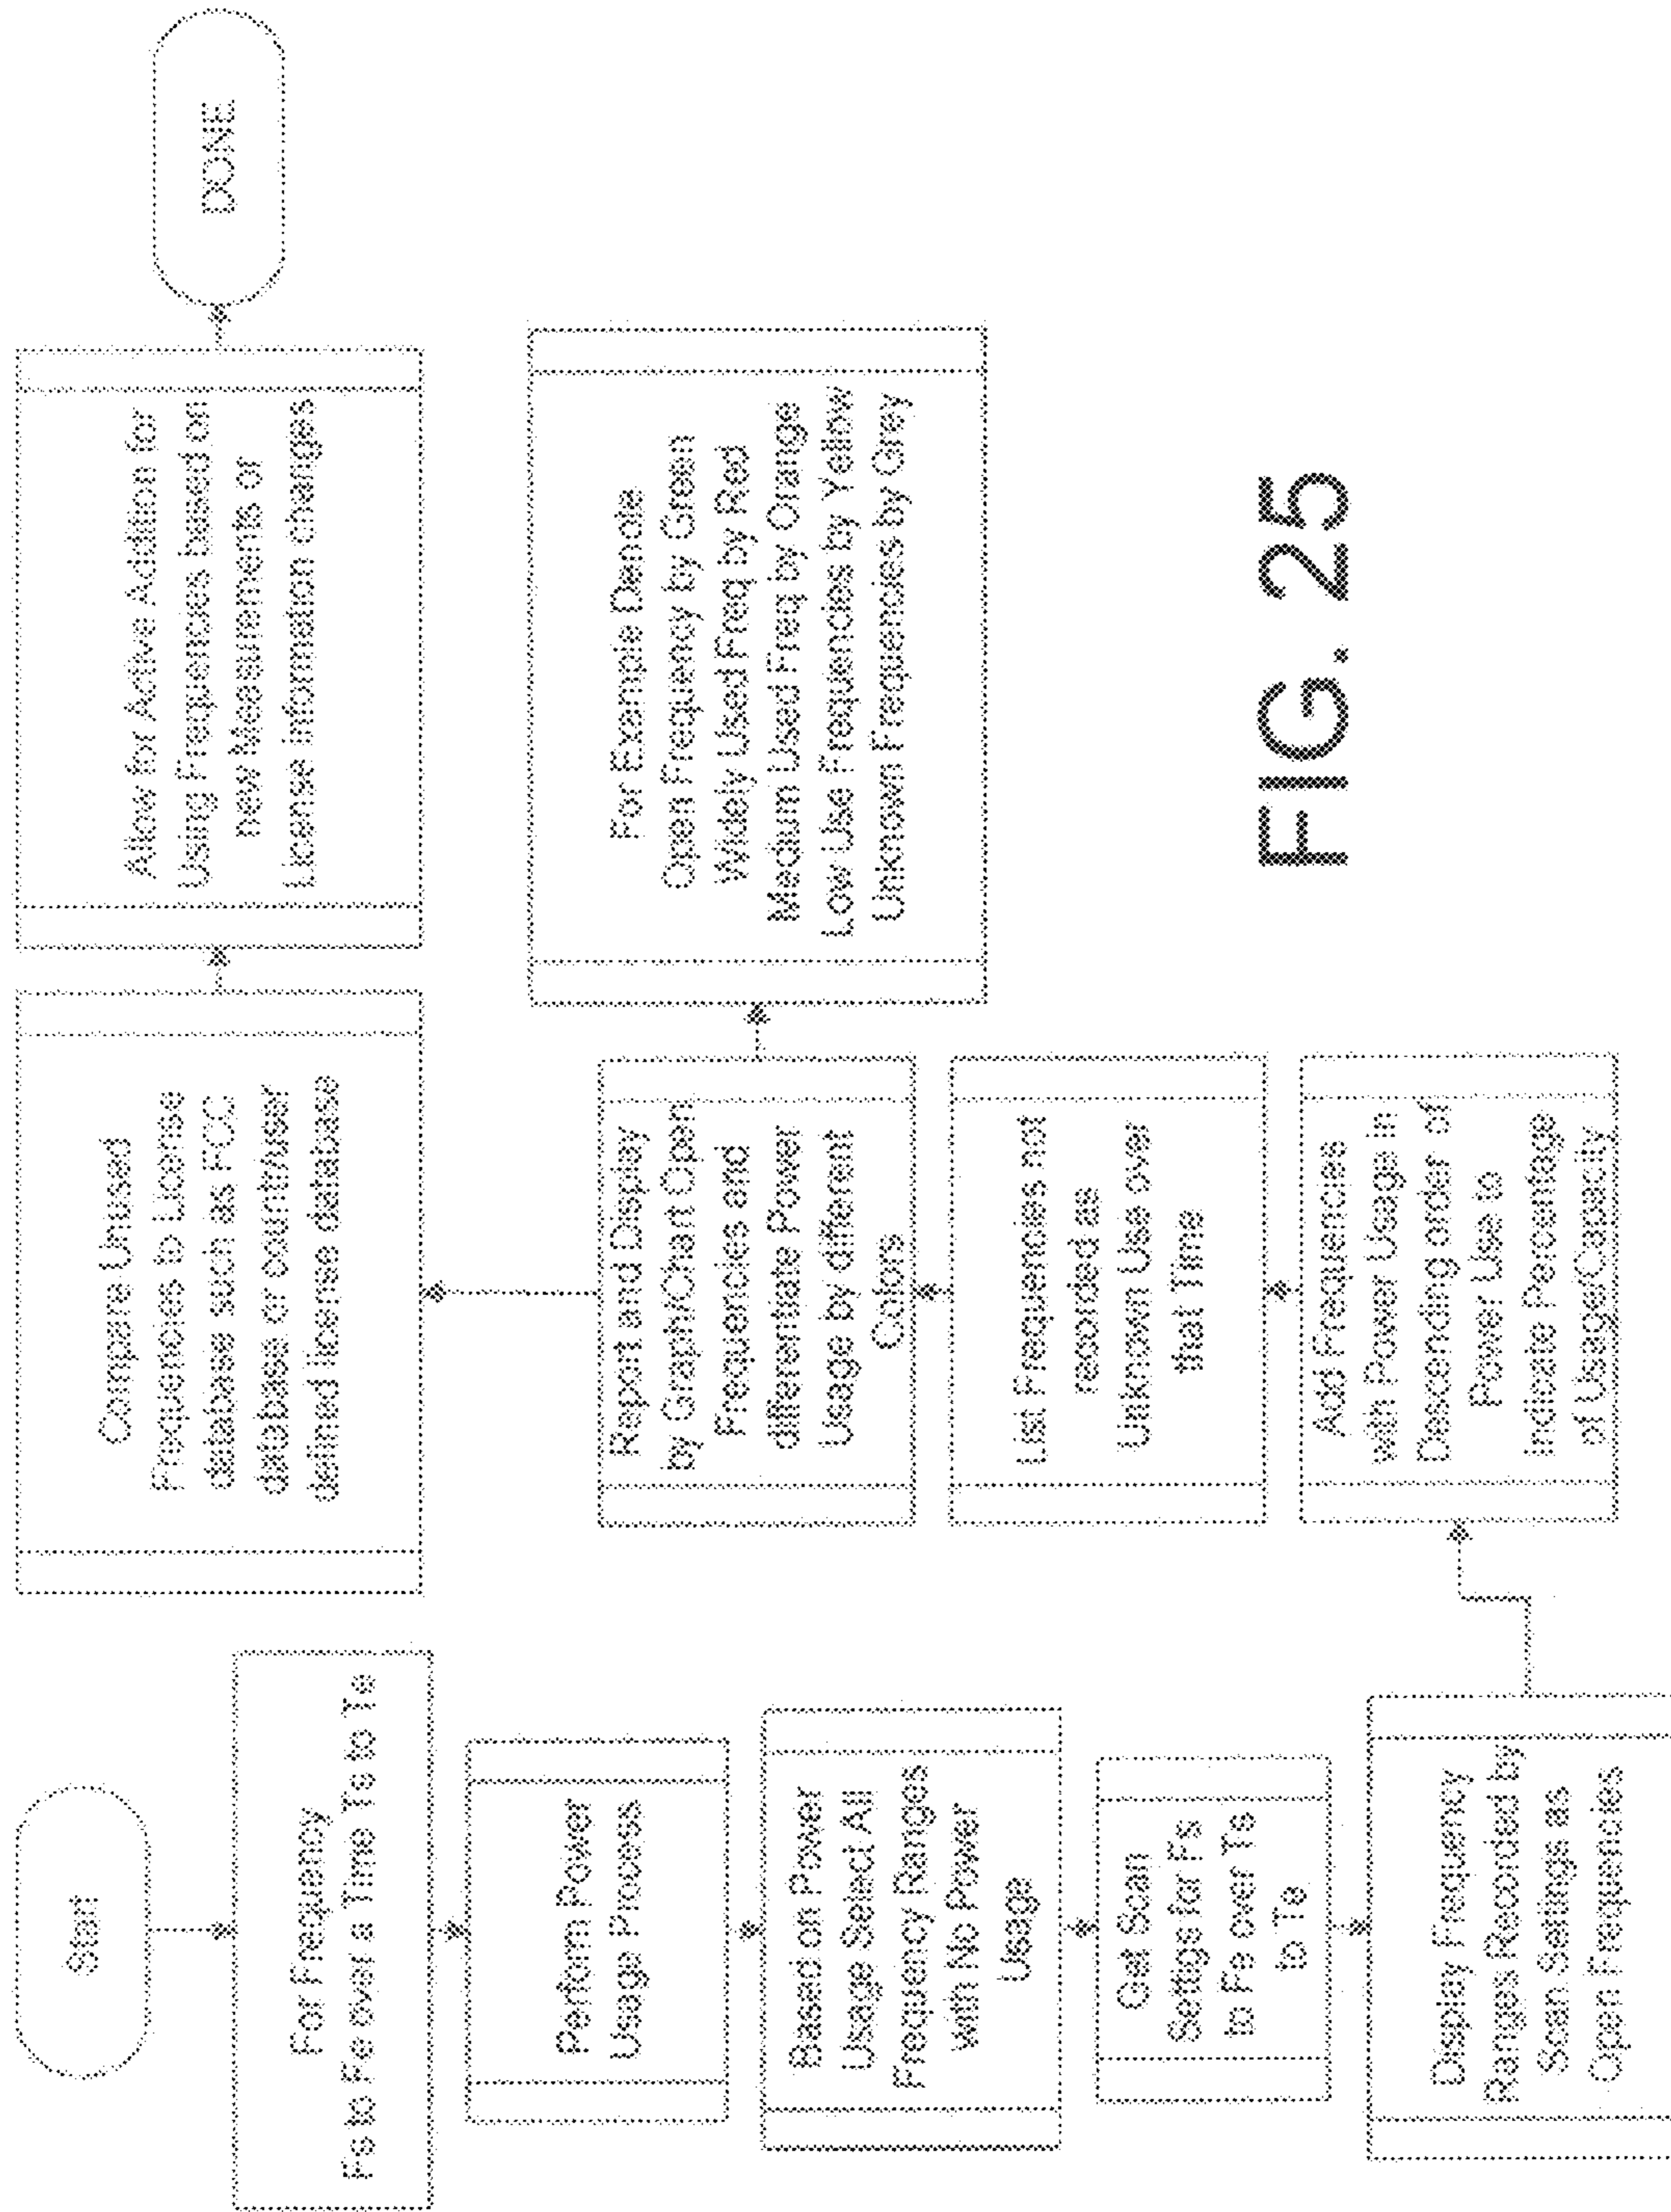 Start
For Frequency
Fs to Fe over a Time Ts to Te
Perform Power
Usage Process
Based on Power
Usage Select All
Frequency Ranges
with No Power
Usage
Get Scan
Settings for Fs
to Fe over Ts
to Te
Display Frequency
Ranges Recorded by
Scan Settings as
Open Frequencies
Add Frequencies
with Power Usage in
Descending order of
Power Use to
Indicate Percentage
of Usage/Capacity
List Frequencies not
recorded as
Unknown Use over
that Time
Report and Display
by Graph/Chart Open
Frequencies and
differentiate Power
Usage by different
Colors
For Example Denote
Open Frequency by Green
Widely Used Freq by Red
Medium Used Freq by Orange
Low Use Frequencies by Yellow
Unknown Frequencies by Grey
Compare Unused
Frequencies to License
database such as FCC
database or
defined license database
Allow for Active Addition for
Using Frequencies based on
new Measurements or
License information changes
DONE
FIG. 25